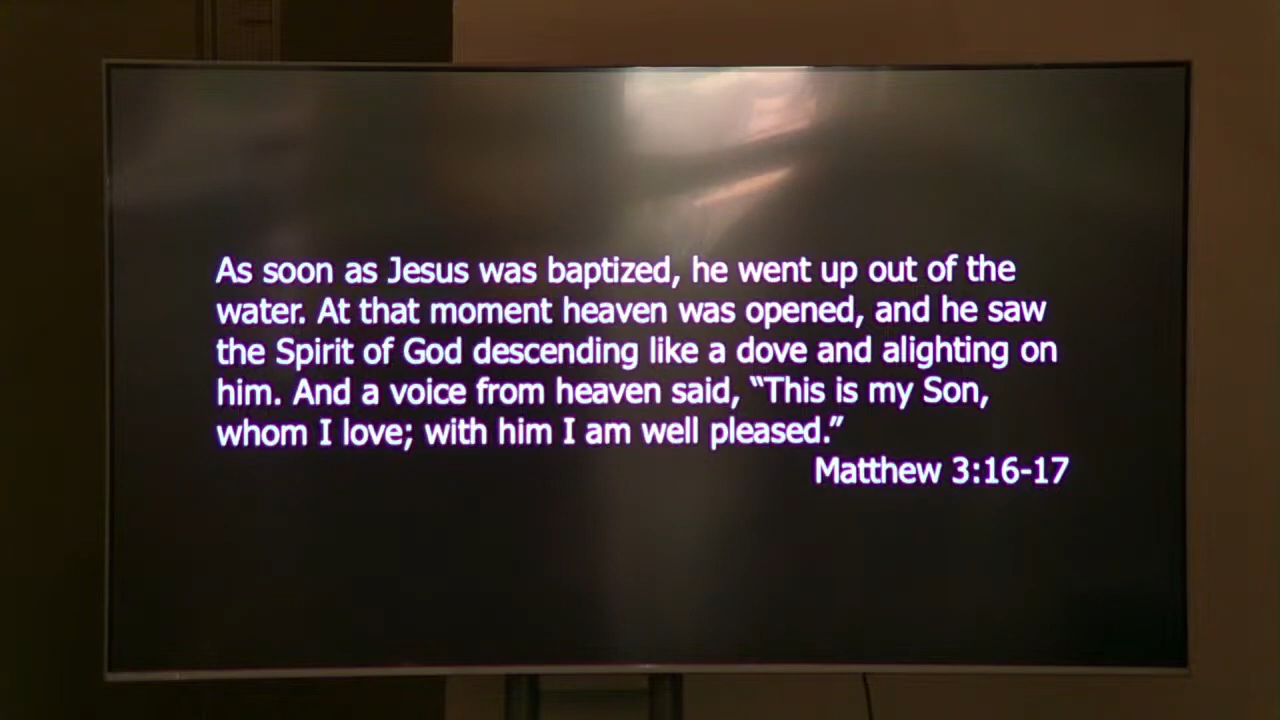 As soon as Jesus was baptized, he went up out of the
water. At that moment heaven was opened, and he saw
the Spirit of God descending like a dove and alighting on
him. And a voice from heaven said, “This is my Son,
whom I love; with him I am well pleased.”
Matthew 3:16-17